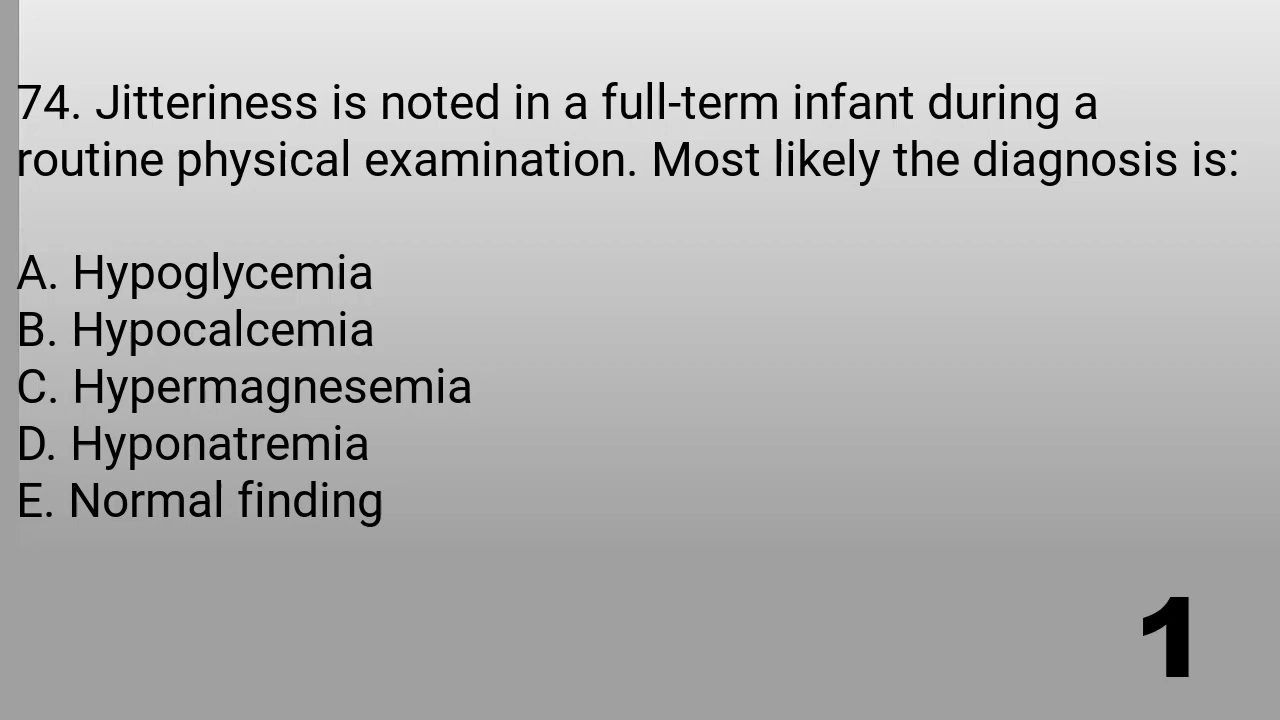 74. Jitteriness is noted in a full-term infant during a
routine physical examination. Most likely the diagnosis is:
A. Hypoglycemia
B. Hypocalcemia
C. Hypermagnesemia
D. Hyponatremia
E. Normal finding
1